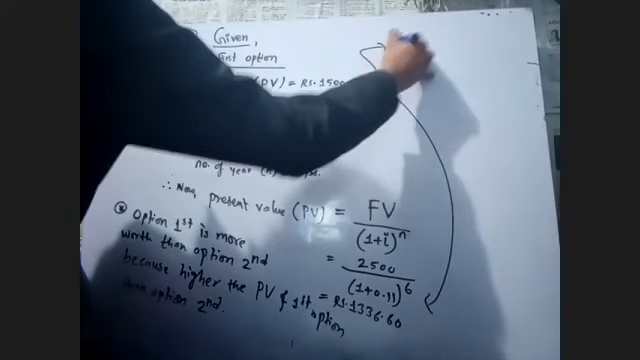 Given,
option
(PV) = Rs. 1500
no. of year (n)
∴ Now, present value (PV) = FV / (1+i)^n
= 2500 / (1+0.11)^6
= Rs. 1336.60
Option 1st is more
worth than option 2nd
because higher the PV of 1st option
than option 2nd.